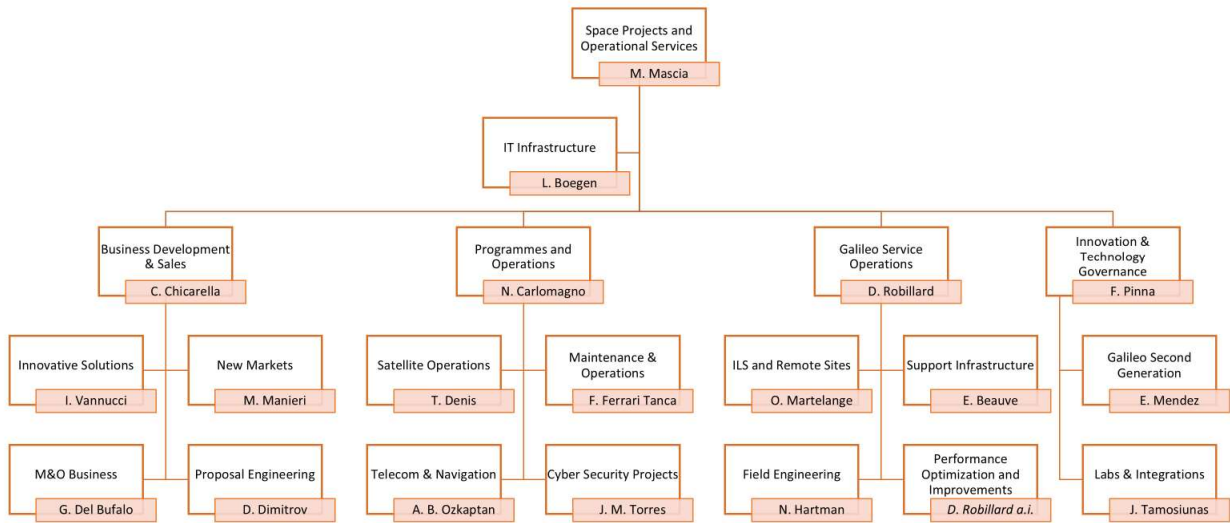 Space Projects and
Operational Services
M. Mascia
IT Infrastructure
L. Boegen
Business Development
& Sales
C. Chicarella
Programmes and
Operations
N. Carlomagno
Galileo Service
Operations
D. Robillard
Innovation &
Technology
Governance
F. Pinna
Innovative Solutions
I. Vannucci
New Markets
M. Manieri
Satellite Operations
T. Denis
Maintenance &
Operations
F. Ferrari Tanca
ILS and Remote Sites
O. Martelange
Support Infrastructure
E. Beauve
Galileo Second
Generation
E. Mendez
M&O Business
G. Del Bufalo
Proposal Engineering
D. Dimitrov
Telecom & Navigation
A. B. Ozkaptan
Cyber Security Projects
J. M. Torres
Field Engineering
N. Hartman
Performance
Optimization and
Improvements
D. Robillard a.i.
Labs & Integrations
J. Tamosiunas